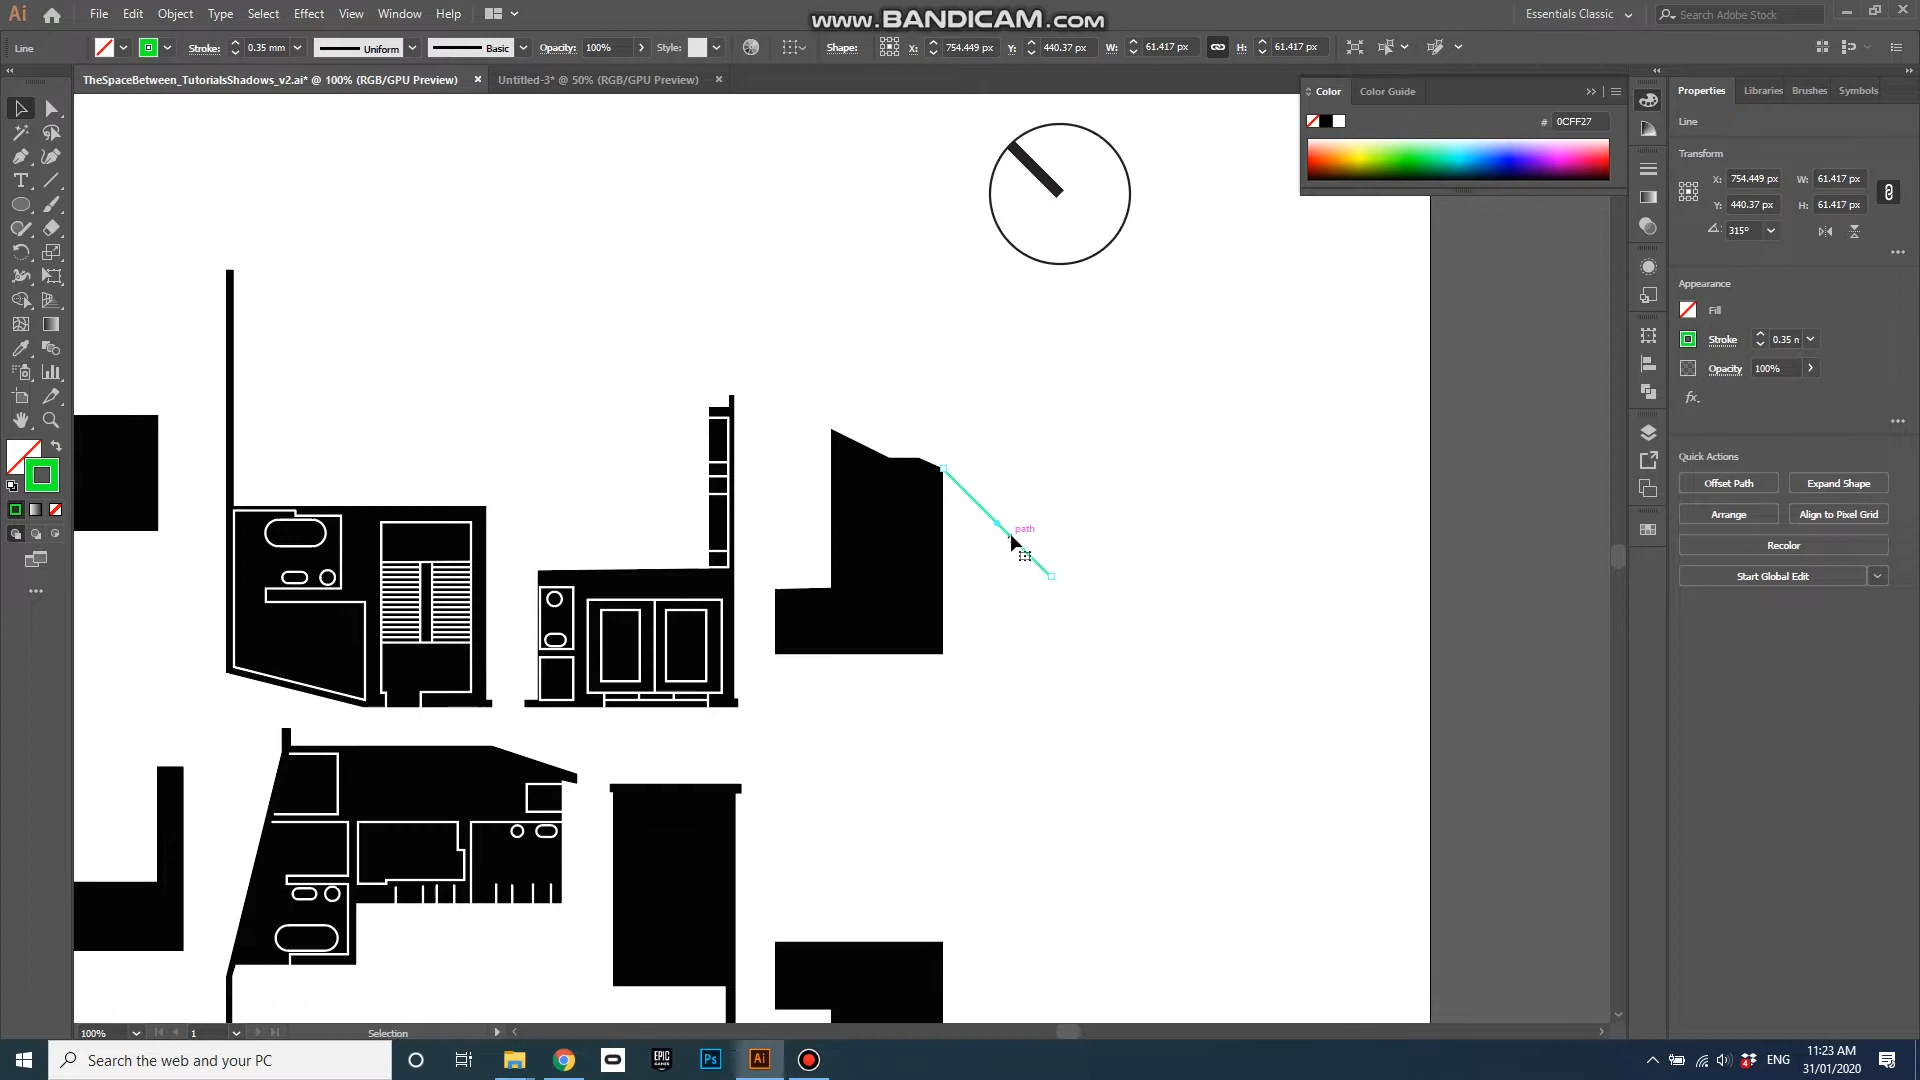 Ai File Edit Object Type Select Effect View Window Help
www.BANDICAM.com
Essentials Classic
Search Adobe Stock
Line Stroke: 0.35 mm Uniform Basic Opacity: 100% Style: Shape: X: 754.449 px Y: 440.37 px W: 61.417 px H: 61.417 px
TheSpaceBetween_TutorialsShadows_v2.ai* @ 100% (RGB/GPU Preview) × Untitled-3* @ 50% (RGB/GPU Preview) ×
Color Color Guide
# 0CFF27
Properties Libraries Brushes Symbols
Line
Transform
X: 754.449 px W: 61.417 px
Y: 440.37 px H: 61.417 px
315°
Appearance
Fill
Stroke 0.35 n
Opacity 100%
fx.
Quick Actions
Offset Path Expand Shape
Arrange Align to Pixel Grid
Recolor
Start Global Edit
path
100% 1 Selection
Search the web and your PC
EPIC GAMES
Ps
Ai
4
ENG
11:23 AM
31/01/2020